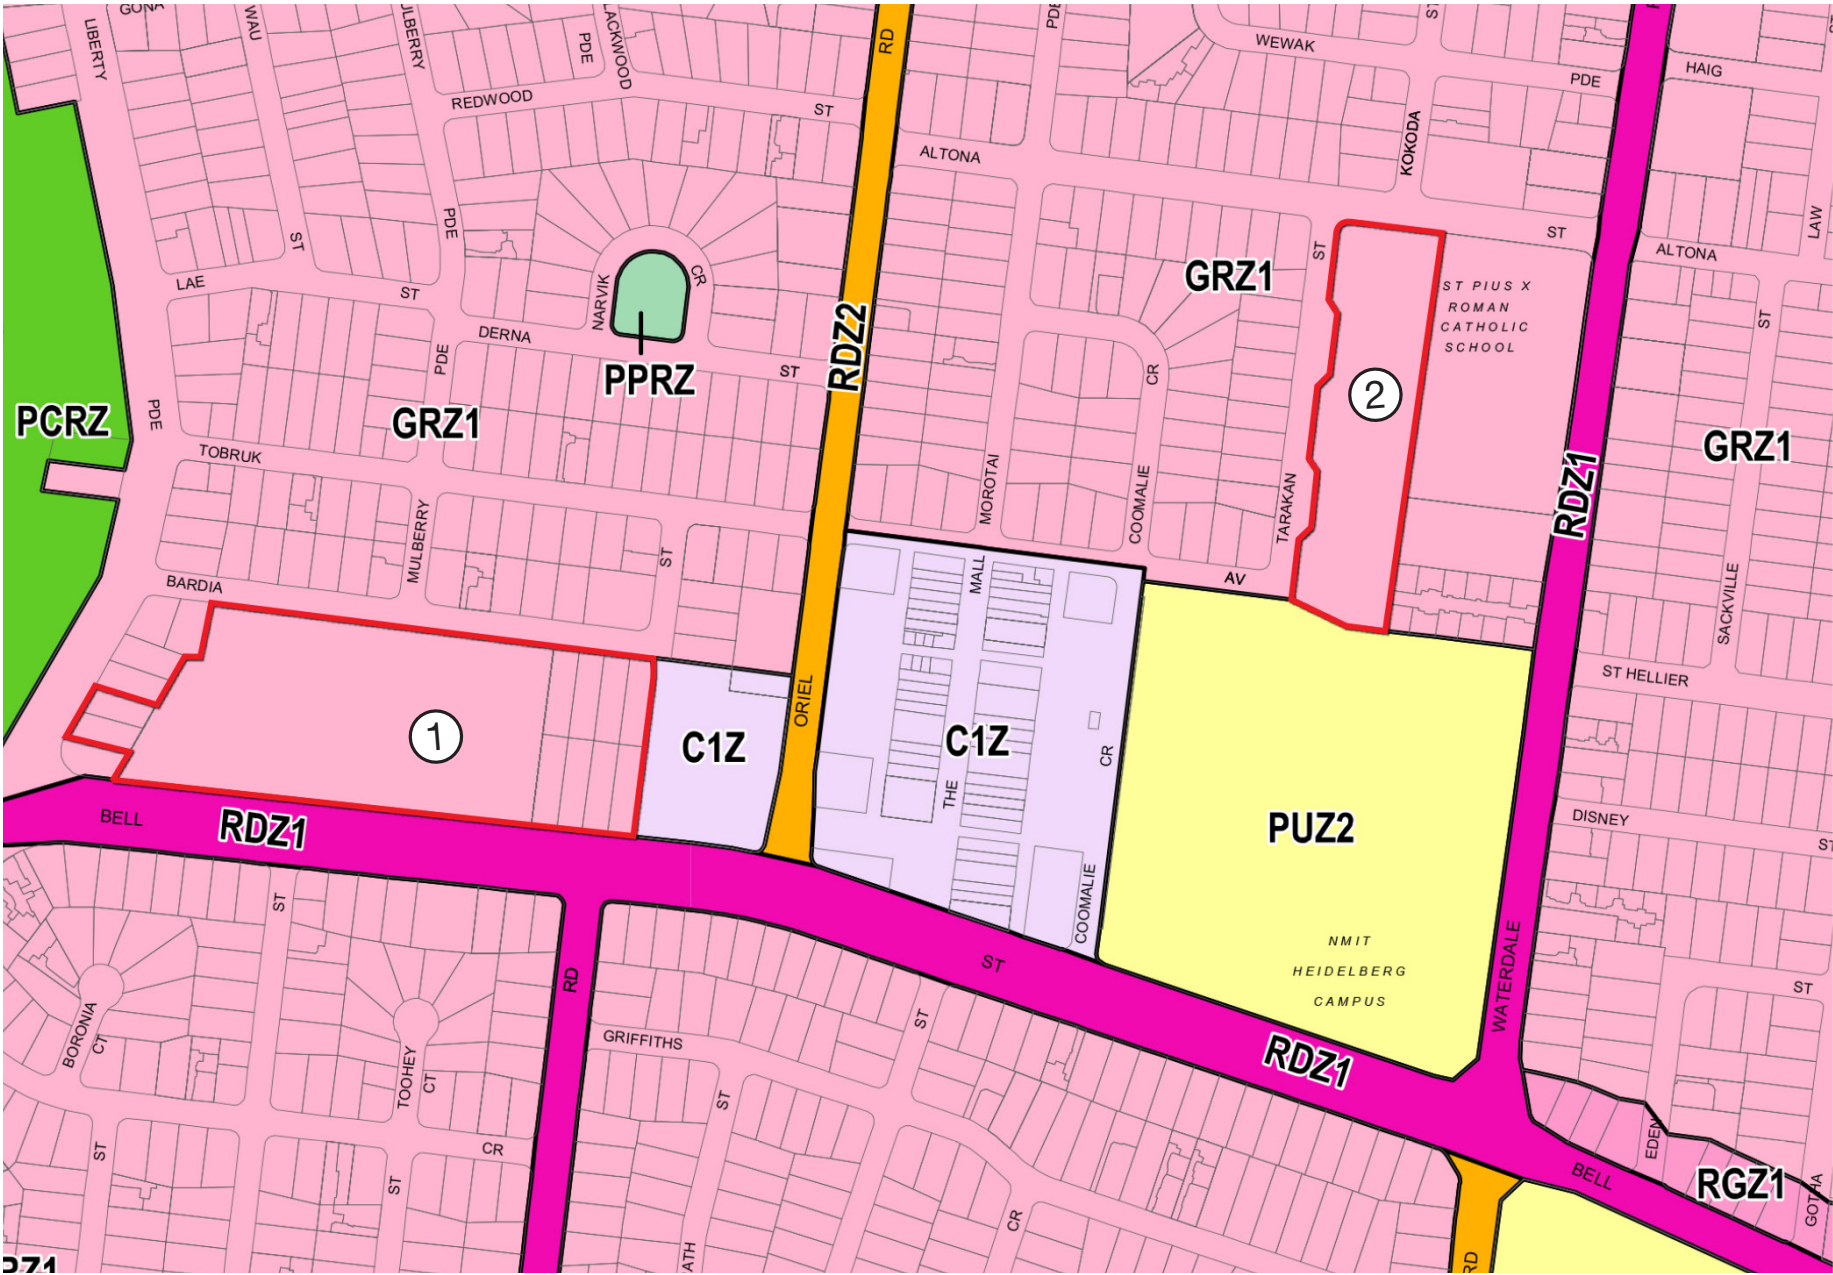 GONA
WAU
LIBERTY
PDE
REDWOOD
ST
RD
PDE
WEWAK
ST
PDE
HAIG
KOKODA
ALTONA
LAW
ST
PDE
ST
ALTONA
LAE
ST
NARVIK
CR
GRZ1
ST
ST PIUS X
ROMAN
CATHOLIC
SCHOOL
ST
DERNA
RDZ2
PDE
PPRZ
ST
CR
2
PCRZ
PDE
GRZ1
GRZ1
TOBRUK
MOROTAI
COOMALIE
TARAKAN
RDZ1
MULBERRY
ST
BARDIA
MALL
AV
SACKVILLE
ST HELLIER
ORIEL
1
C1Z
C1Z
CR
THE
BELL
RDZ1
PUZ2
DISNEY
ST
COOMALIE
ST
NMIT
HEIDELBERG
CAMPUS
WATERDALE
ST
RD
ST
ST
BORONIA
CT
TOOHEY
CT
GRIFFITHS
ST
RDZ1
ST
CR
ST
EDEN
BELL
RGZ1
GOTHA
CR
RD